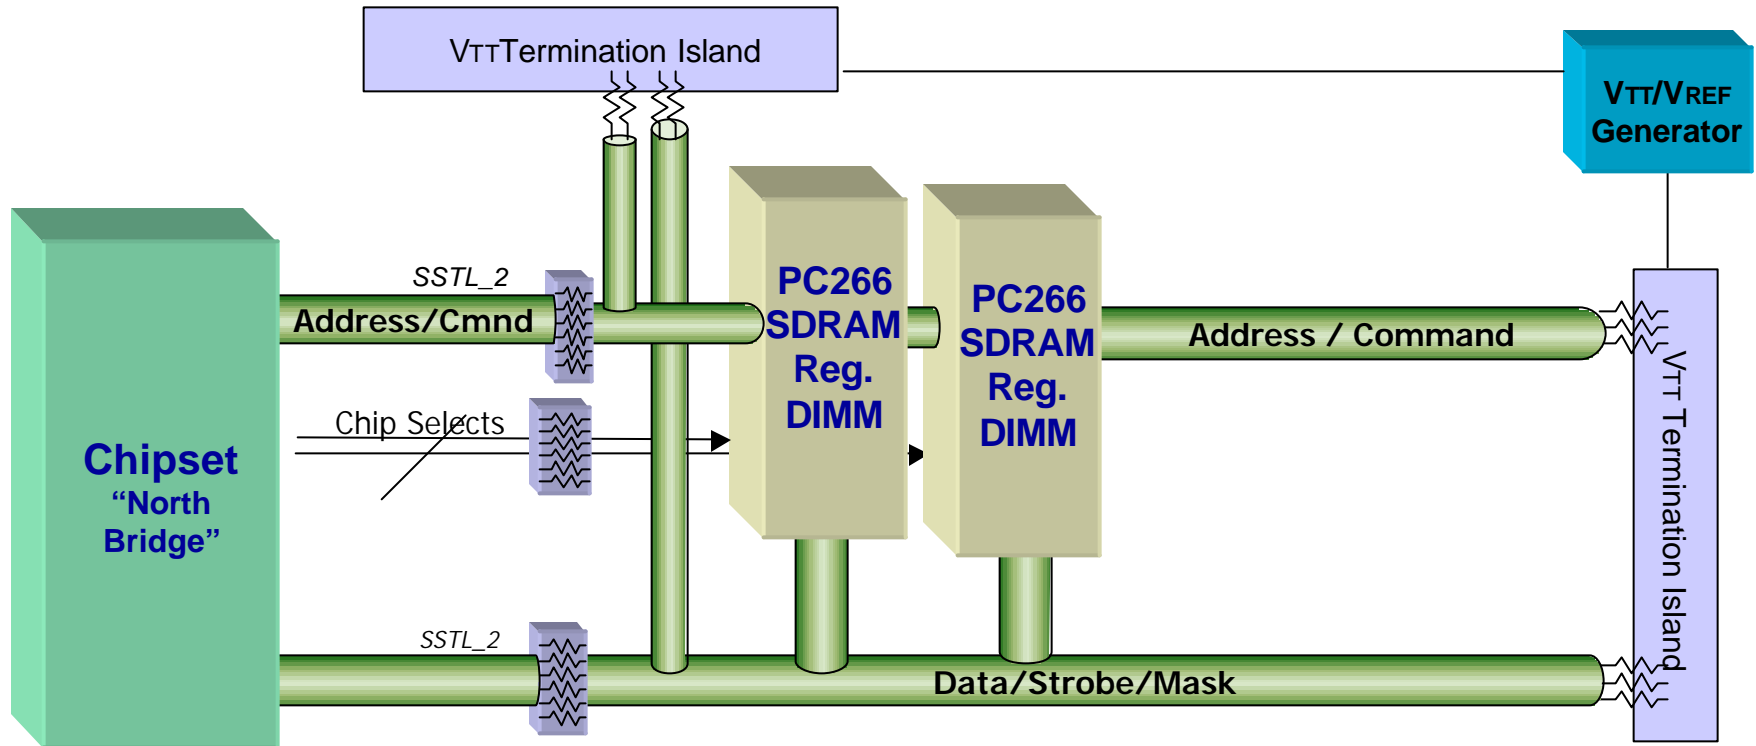 VTTTermination Island
VTT/VREF
Generator
SSTL_2
Address/Cmnd
PC266
SDRAM
Reg.
DIMM
PC266
SDRAM
Reg.
DIMM
Address / Command
Chip Selects
Chipset
“North
Bridge”
VTT Termination Island
SSTL_2
Data/Strobe/Mask